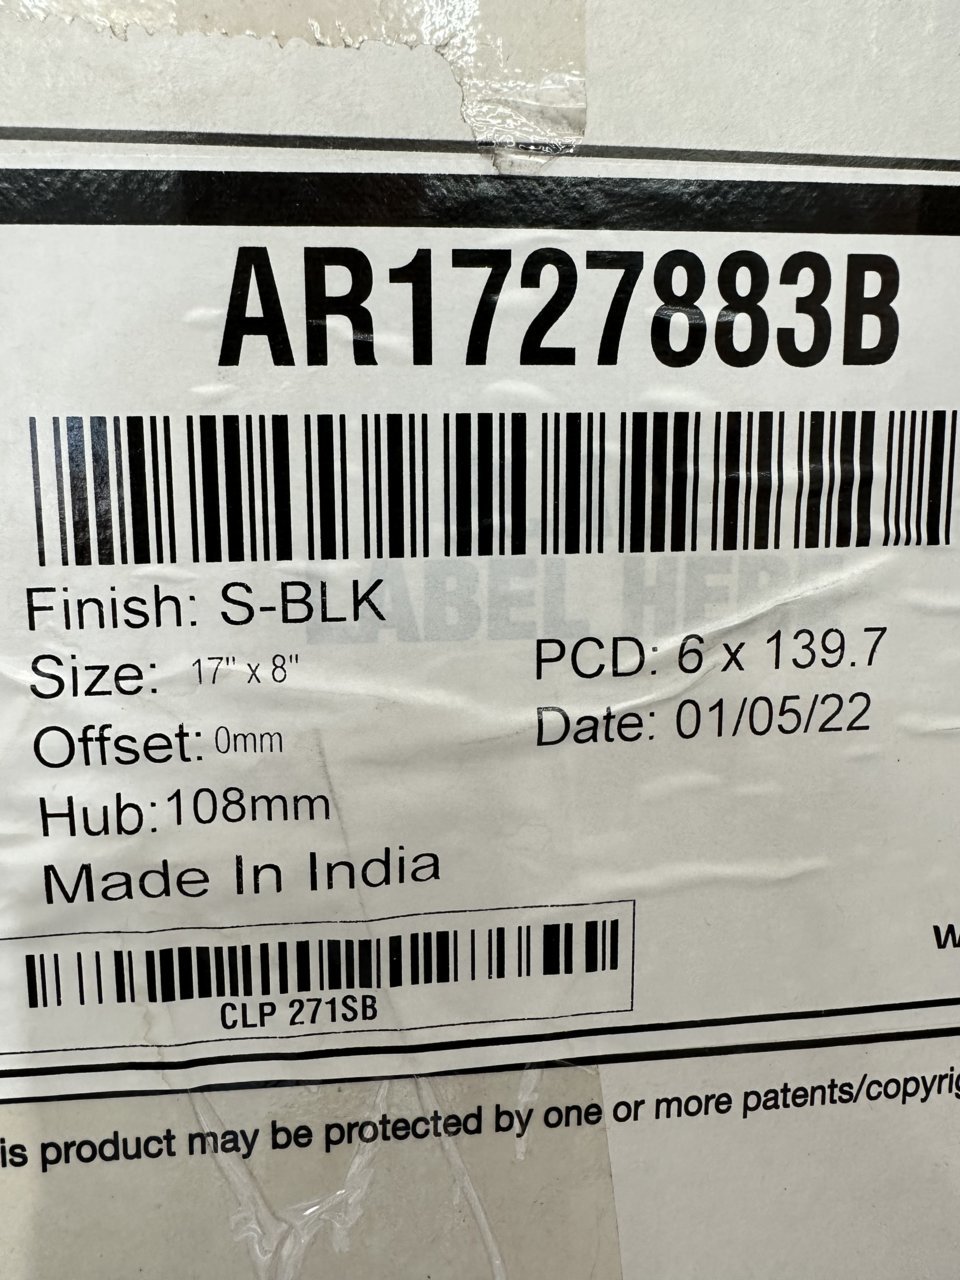 AR1727883B
Finish: S-BLK
Size: 17" x 8"
PCD: 6 x 139.7
Offset: 0mm
Date: 01/05/22
Hub: 108mm
Made In India
CLP 271SB
is product may be protected by one or more patents/copyrig